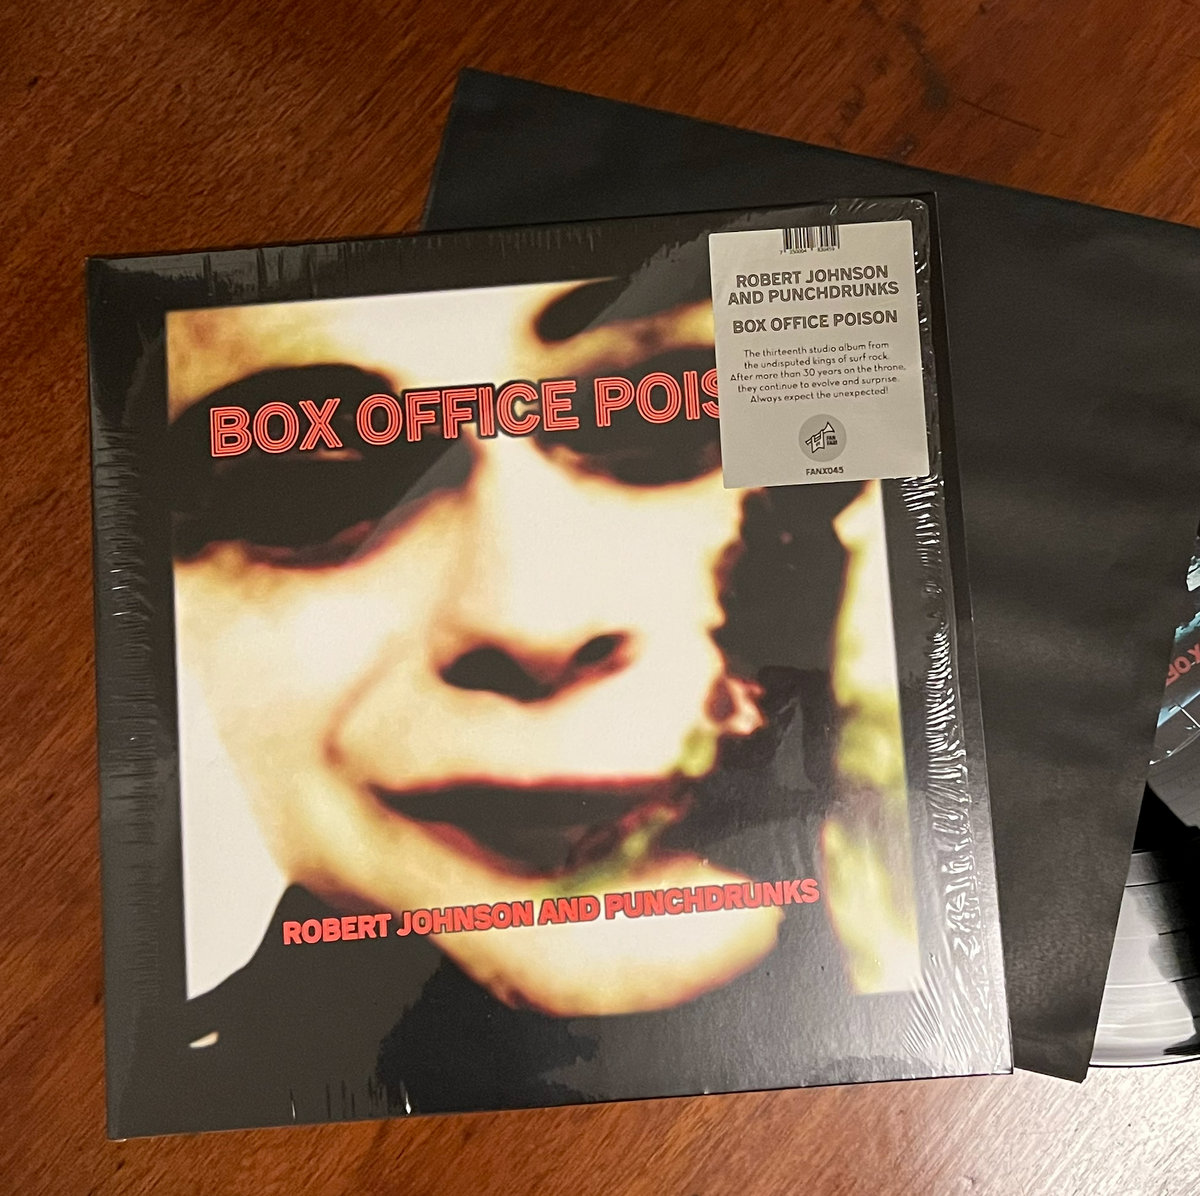 ROBERT JOHNSON
AND PUNCHDRUNKS
BOX OFFICE POISON
The thirteenth studio album from
the undisputed kings of surf rock.
After more than 30 years on the throne,
they continue to evolve and surprise.
Always expect the unexpected!
FAN
FARE
FANX045
BOX OFFICE POIS
ROBERT JOHNSON AND PUNCHDRUNKS